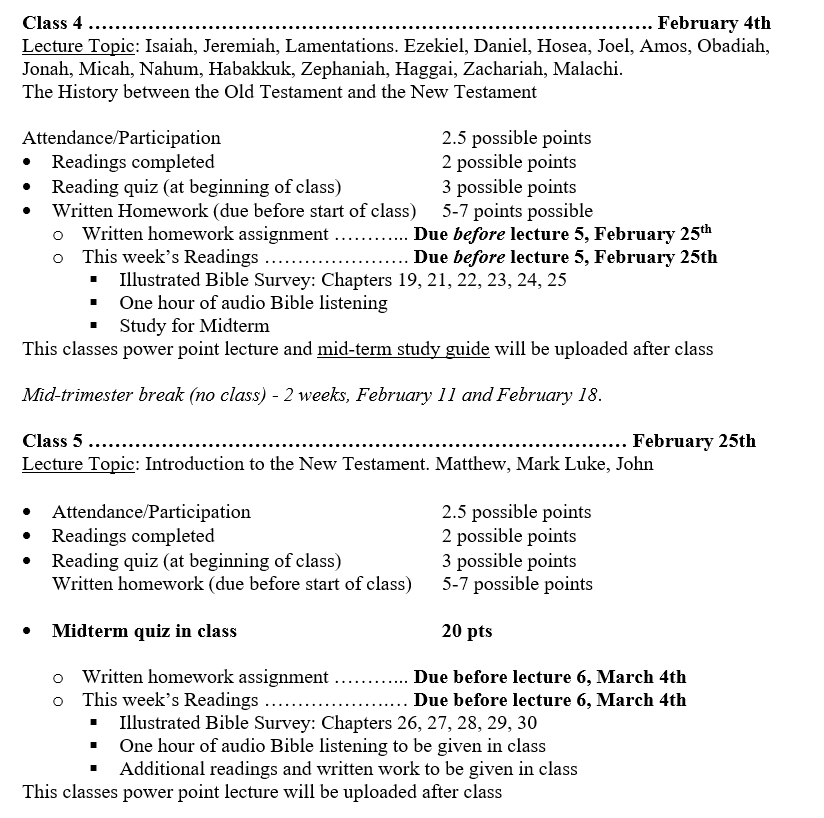 Class 4 ………………………………………………………………………. February 4th
Lecture Topic: Isaiah, Jeremiah, Lamentations. Ezekiel, Daniel, Hosea, Joel, Amos, Obadiah,
Jonah, Micah, Nahum, Habakkuk, Zephaniah, Haggai, Zachariah, Malachi.
The History between the Old Testament and the New Testament
Attendance/Participation 2.5 possible points
• Readings completed 2 possible points
• Reading quiz (at beginning of class) 3 possible points
• Written Homework (due before start of class) 5-7 points possible
o Written homework assignment ……….. Due before lecture 5, February 25th
o This week’s Readings …………………. Due before lecture 5, February 25th
▪ Illustrated Bible Survey: Chapters 19, 21, 22, 23, 24, 25
▪ One hour of audio Bible listening
▪ Study for Midterm
This classes power point lecture and mid-term study guide will be uploaded after class
Mid-trimester break (no class) - 2 weeks, February 11 and February 18.
Class 5 ……………………………………………………………………. February 25th
Lecture Topic: Introduction to the New Testament. Matthew, Mark Luke, John
• Attendance/Participation 2.5 possible points
• Readings completed 2 possible points
• Reading quiz (at beginning of class) 3 possible points
Written homework (due before start of class) 5-7 possible points
• Midterm quiz in class 20 pts
o Written homework assignment ……….. Due before lecture 6, March 4th
o This week’s Readings …………………. Due before lecture 6, March 4th
▪ Illustrated Bible Survey: Chapters 26, 27, 28, 29, 30
▪ One hour of audio Bible listening to be given in class
▪ Additional readings and written work to be given in class
This classes power point lecture will be uploaded after class